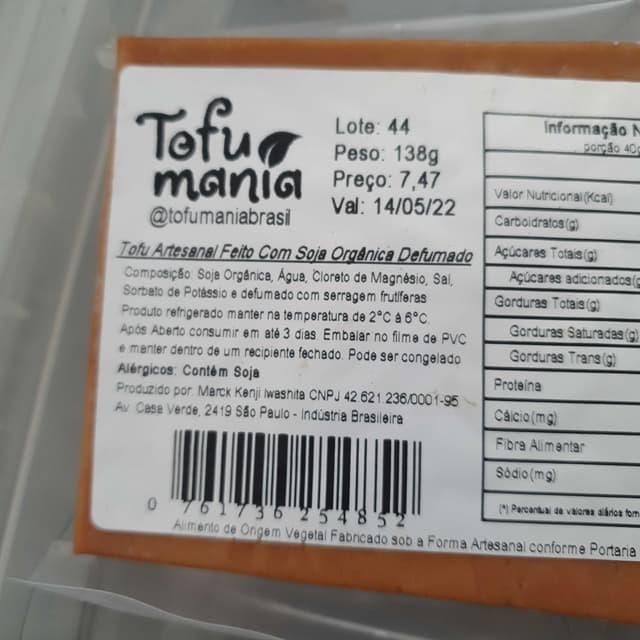 Tofu
mania
@tofumaniabrasil
Lote: 44
Peso: 138g
Preço: 7,47
Val: 14/05/22
Tofu Artesanal Feito Com Soja Orgânica Defumado
Composição: Soja Orgânica, Água, Cloreto de Magnésio, Sal,
Sorbato de Potássio e defumado com serragem frutíferas
Produto refrigerado manter na temperatura de 2°C à 6°C.
Após Aberto consumir em até 3 dias. Embalar no filme de PVC
e manter dentro de um recipiente fechado. Pode ser congelado
Alérgicos: Contém Soja
Produzido por: Marck Kenji Iwashita CNPJ 42.621.236/0001-95
Av. Casa Verde, 2419 São Paulo - Indústria Brasileira
0 761736 254852
Alimento de Origem Vegetal Fabricado sob a Forma Artesanal conforme Portaria
Informação N
porção 40g
Valor Nutricional(Kcal)
Carboidratos(g)
Açúcares Totais(g)
Açúcares adicionados(g
Gorduras Totais(g)
Gorduras Saturadas(g)
Gorduras Trans(g)
Proteína
Cálcio(mg)
Fibra Alimentar
Sódio(mg)
(*) Percentual de valores diários forn